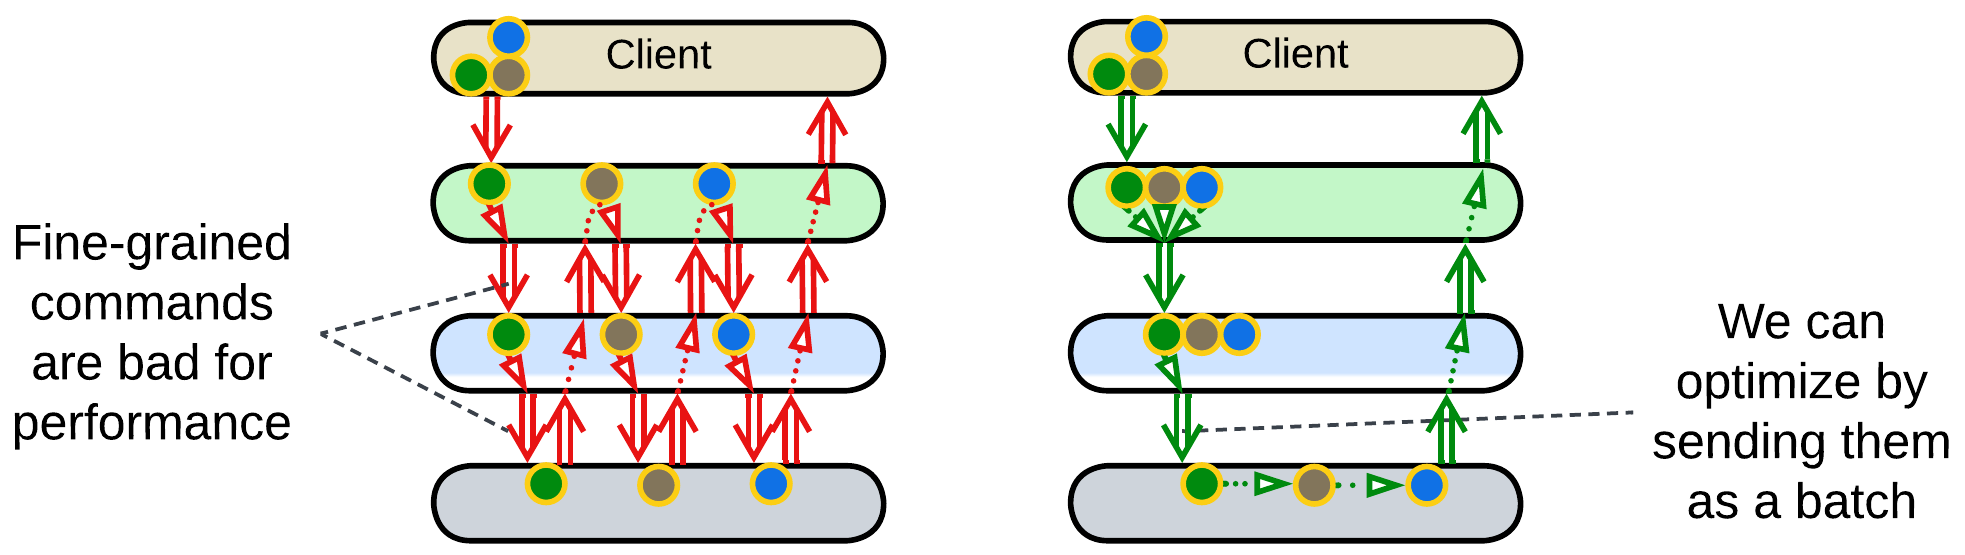 Client
Client
Fine-grained
commands
are bad for
performance
We can
optimize by
sending them
as a batch